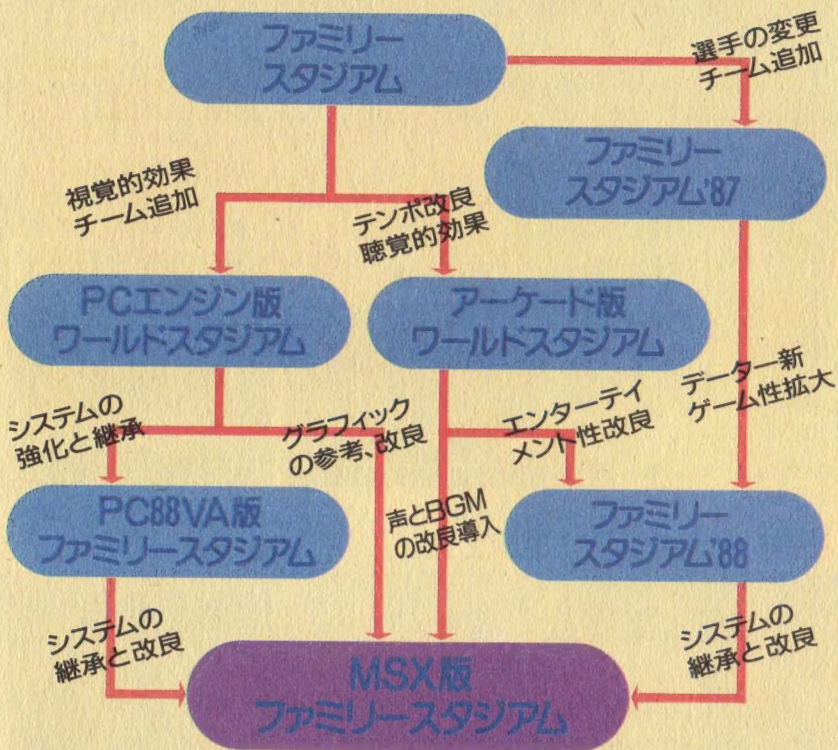 ファミリー
スタジアム
選手の変更
チーム追加
ファミリー
スタジアム'87
視覚的効果
チーム追加
テンポ改良
聴覚的効果
PCエンジン版
ワールドスタジアム
アーケード版
ワールドスタジアム
データ一新
ゲーム性拡大
システムの
強化と継承
グラフィック
の参考、改良
エンターテイ
メント性改良
声とBGM
の改良導入
PC88VA版
ファミリースタジアム
ファミリー
スタジアム'88
システムの
継承と改良
システムの
継承と改良
MSX版
ファミリースタジアム